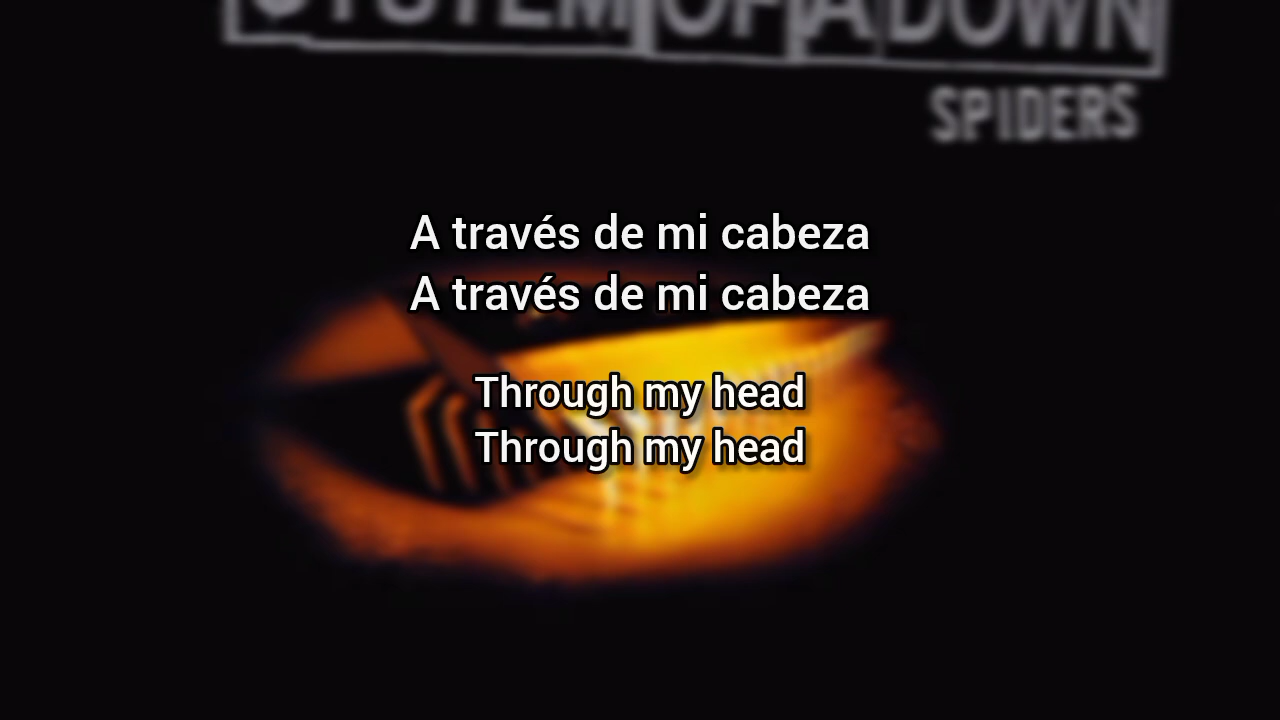 SYSTEM OF A DOWN
SPIDERS
A través de mi cabeza
A través de mi cabeza
Through my head
Through my head